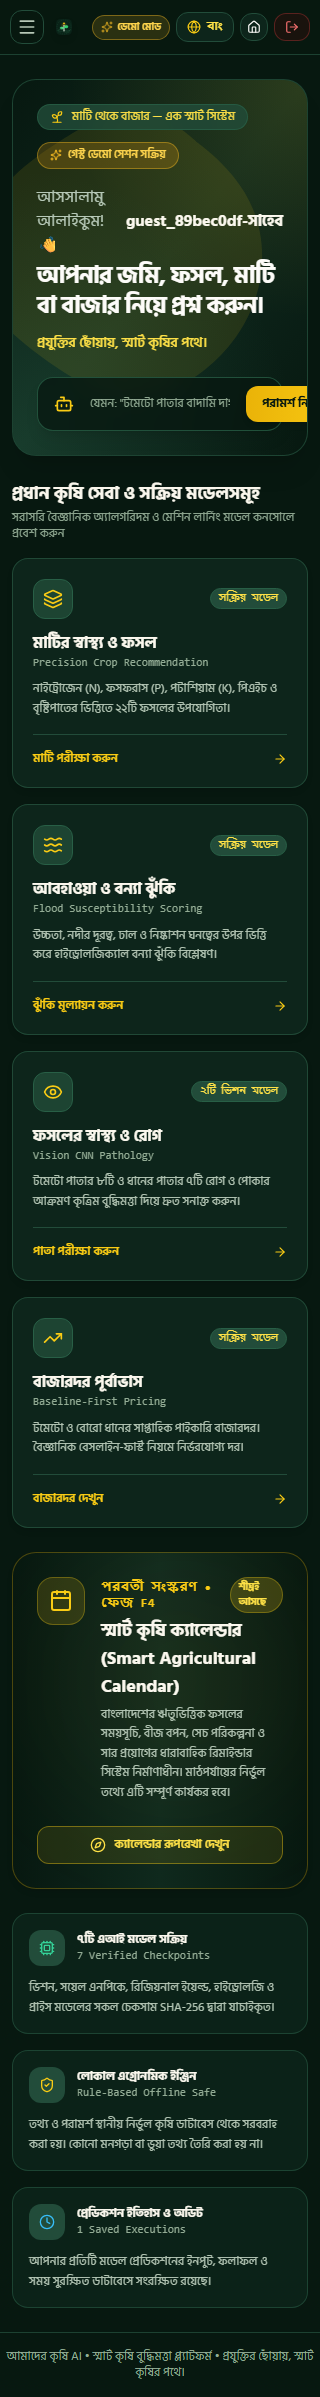 ডেমো মোড
বাং
মাটি থেকে বাজার — এক স্মার্ট সিস্টেম
গেস্ট ডেমো সেশন সক্রিয়
আসসালামু
আলাইকুম! guest_89bec0df-সাহেব
👋
আপনার জমি, ফসল, মাটি
বা বাজার নিয়ে প্রশ্ন করুন।
প্রযুক্তির ছোঁয়ায়, স্মার্ট কৃষির পথে।
যেমন: "টমেটো পাতার বাদামি
পরামর্শ
প্রধান কৃষি সেবা ও সক্রিয় মডেলসমূহ
সরাসরি বৈজ্ঞানিক অ্যালগরিদম ও মেশিন লার্নিং মডেল কনসোলে
প্রবেশ করুন
সক্রিয় মডেল
মাটির স্বাস্থ্য ও ফসল
Precision Crop Recommendation
নাইট্রোজেন (N), ফসফরাস (P), পটাশিয়াম (K), পিএইচ ও
বৃষ্টিপাতের ভিত্তিতে ২২টি ফসলের উপযোগিতা।
মাটি পরীক্ষা করুন
সক্রিয় মডেল
আবহাওয়া ও বন্যা ঝুঁকি
Flood Susceptibility Scoring
উচ্চতা, নদীর দূরত্ব, ঢাল ও নিষ্কাশন ঘনত্বের উপর ভিত্তি
করে হাইড্রোলজিক্যাল বন্যা ঝুঁকি বিশ্লেষণ।
ঝুঁকি মূল্যায়ন করুন
২টি ভিশন মডেল
ফসলের স্বাস্থ্য ও রোগ
Vision CNN Pathology
টমেটো পাতার ৮টি ও ধানের পাতার ৭টি রোগ ও পোকার
আক্রমণ কৃত্রিম বুদ্ধিমত্তা দিয়ে দ্রুত সনাক্ত করুন।
পাতা পরীক্ষা করুন
সক্রিয় মডেল
বাজারদর পূর্বাভাস
Baseline-First Pricing
টমেটো ও বোরো ধানের সাপ্তাহিক পাইকারি বাজারদর।
বৈজ্ঞানিক বেসলাইন-ফার্স্ট নিয়মে নির্ভরযোগ্য দর।
বাজারদর দেখুন
পরবর্তী সংস্করণ •
ফেজ F4
শীঘ্রই
আসছে
স্মার্ট কৃষি ক্যালেন্ডার
(Smart Agricultural
Calendar)
বাংলাদেশের ঋতুভিত্তিক ফসলের
সময়সূচি, বীজ বপন, সেচ পরিকল্পনা ও
সার প্রয়োগের ধারাবাহিক রিমাইন্ডার
সিস্টেম নির্মাণাধীন। মাঠপর্যায়ের নির্ভুল
তথ্যে এটি সম্পূর্ণ কার্যকর হবে।
ক্যালেন্ডার রূপরেখা দেখুন
৭টি এআই মডেল সক্রিয়
7 Verified Checkpoints
ভিশন, সয়েল এনপিকে, রিজিয়নাল ইয়েল্ড, হাইড্রোলজি ও
প্রাইস মডেলের সকল চেকসাম SHA-256 দ্বারা যাচাইকৃত।
লোকাল এগ্রোনমিক ইঞ্জিন
Rule-Based Offline Safe
তথ্য ও পরামর্শ স্থানীয় নির্ভুল কৃষি ডাটাবেস থেকে সরবরাহ
করা হয়। কোনো মনগড়া বা ভুয়া তথ্য তৈরি করা হয় না।
প্রেডিকশন ইতিহাস ও অডিট
1 Saved Executions
আপনার প্রতিটি মডেল প্রেডিকশনের ইনপুট, ফলাফল ও
সময় সুরক্ষিত ডাটাবেসে সংরক্ষিত রয়েছে।
আমাদের কৃষি AI • স্মার্ট কৃষি বুদ্ধিমত্তা প্ল্যাটফর্ম • প্রযুক্তির ছোঁয়ায়, স্মার্ট
কৃষির পথে।